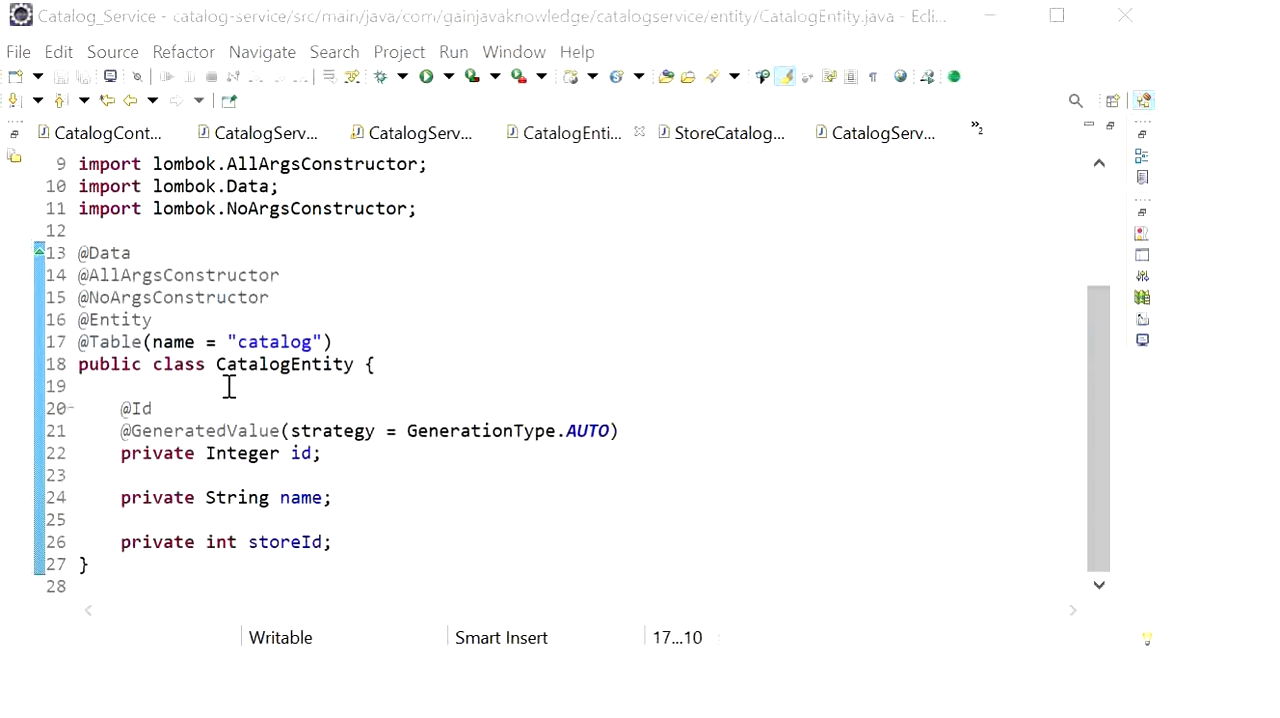 Catalog_Service - catalog-service/src/main/java/com/gainjavaknowledge/catalogservice/entity/CatalogEntity.java - Ecli...
File Edit Source Refactor Navigate Search Project Run Window Help
CatalogCont... CatalogServ... CatalogServ... CatalogEnti... StoreCatalog... CatalogServ... »2
9 import lombok.AllArgsConstructor;
10 import lombok.Data;
11 import lombok.NoArgsConstructor;
12
13 @Data
14 @AllArgsConstructor
15 @NoArgsConstructor
16 @Entity
17 @Table(name = "catalog")
18 public class CatalogEntity {
19
20 @Id
21 @GeneratedValue(strategy = GenerationType.AUTO)
22 private Integer id;
23
24 private String name;
25
26 private int storeId;
27 }
28
Writable Smart Insert 17...10